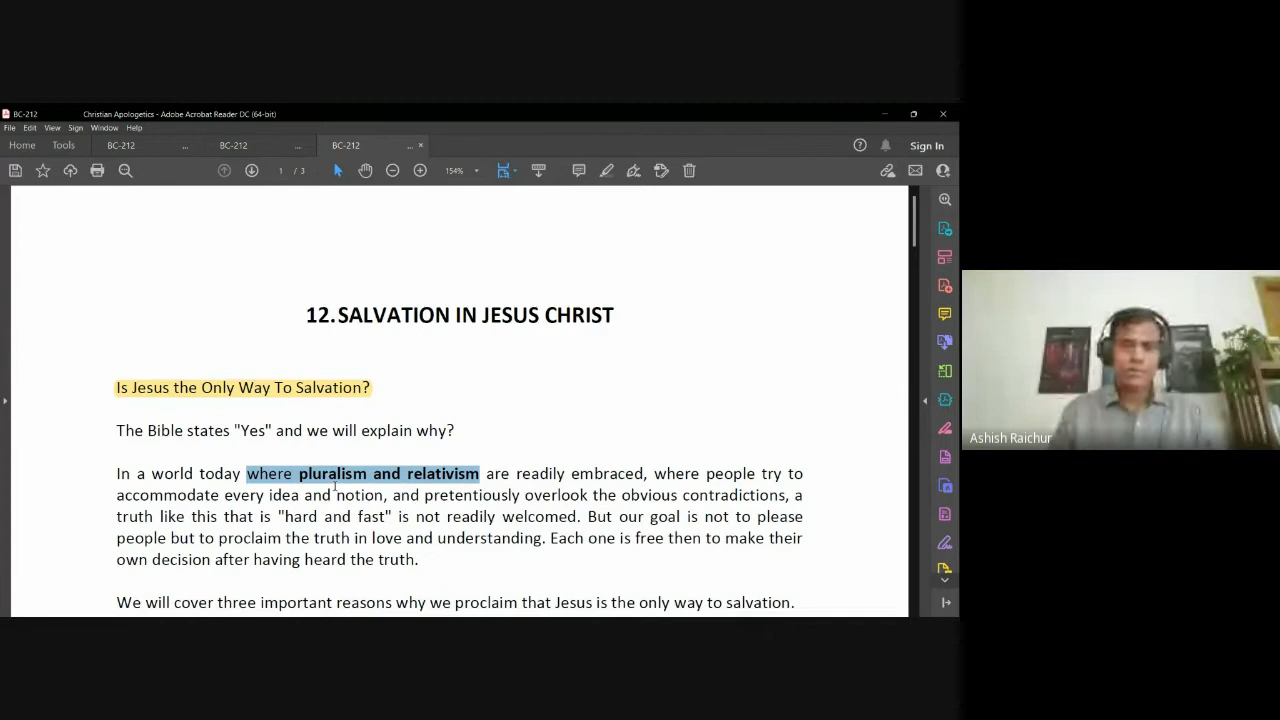 BC-212 Christian Apologetics - Adobe Acrobat Reader DC (64-bit)
File Edit View Sign Window Help
Home Tools BC-212 ... BC-212 ... BC-212 ... × Sign In
1 / 3 154%
12. SALVATION IN JESUS CHRIST
Is Jesus the Only Way To Salvation?
The Bible states "Yes" and we will explain why?
In a world today where pluralism and relativism are readily embraced, where people try to
accommodate every idea and notion, and pretentiously overlook the obvious contradictions, a
truth like this that is "hard and fast" is not readily welcomed. But our goal is not to please
people but to proclaim the truth in love and understanding. Each one is free then to make their
own decision after having heard the truth.
We will cover three important reasons why we proclaim that Jesus is the only way to salvation.
Ashish Raichur